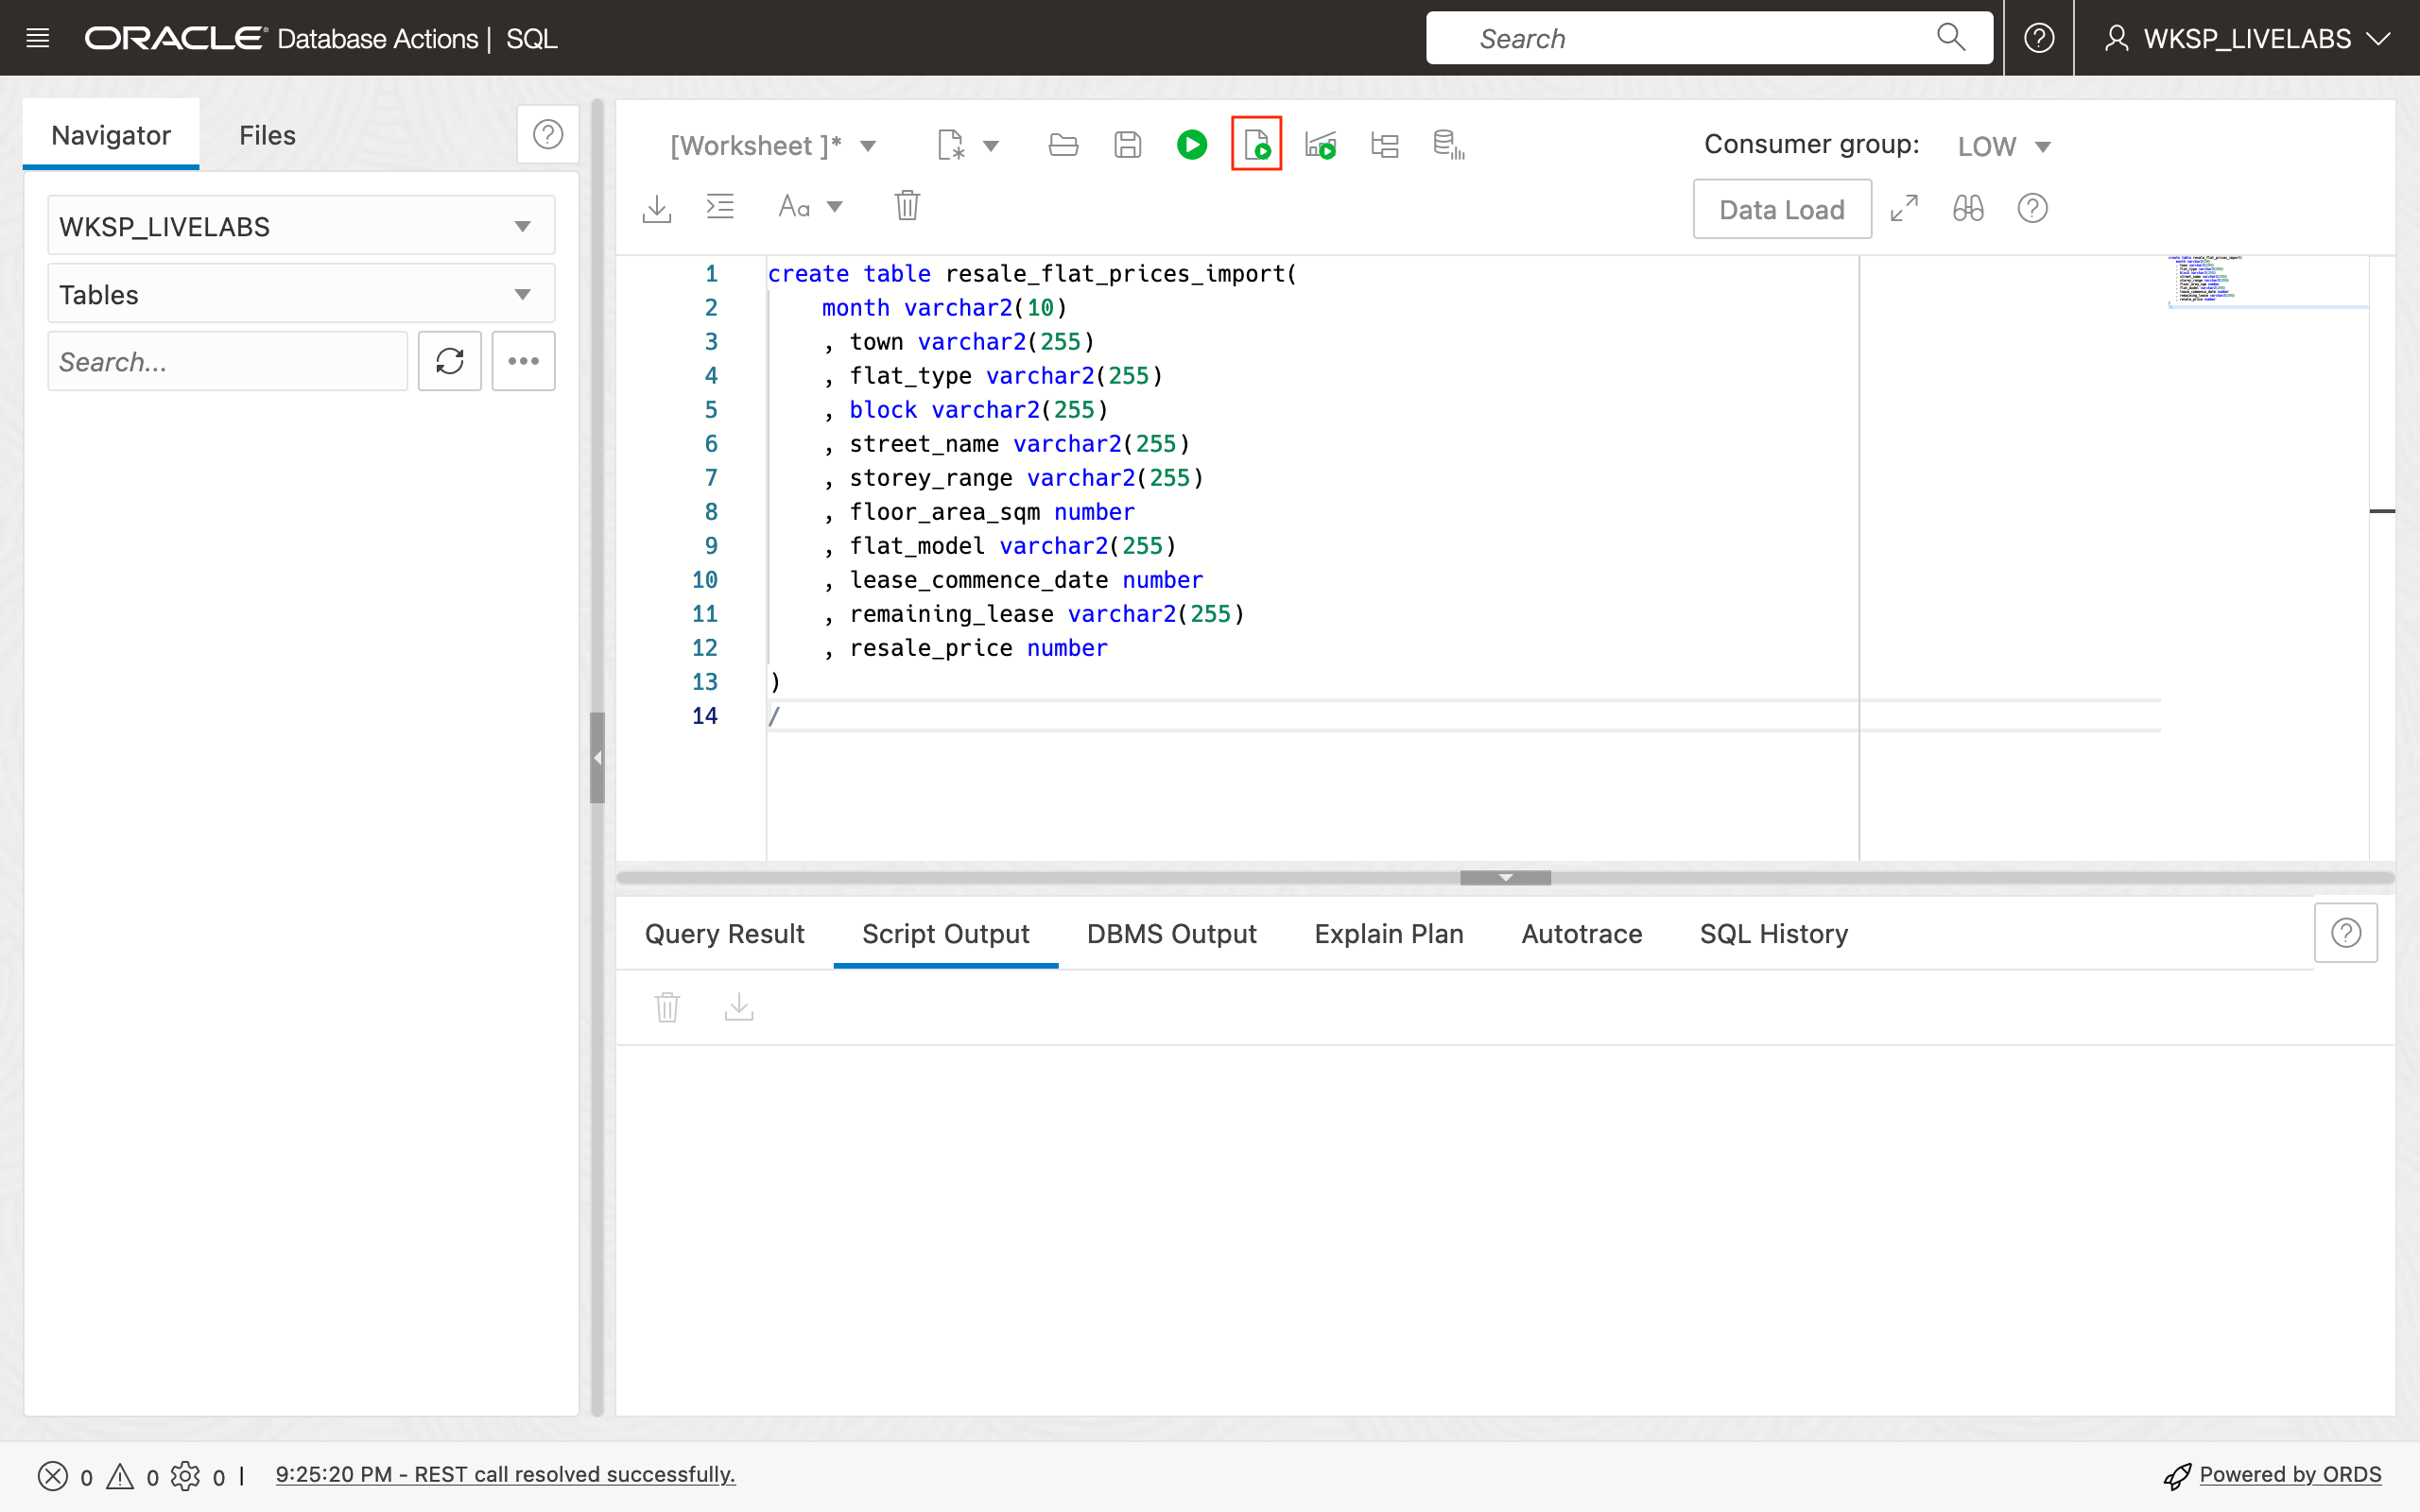 ORACLE Database Actions | SQL
Search
WKSP_LIVELABS
Navigator
Files
WKSP_LIVELABS
Tables
Search...
[Worksheet ]*
Consumer group: LOW
Aa
Data Load
1 create table resale_flat_prices_import(
2 month varchar2(10)
3 , town varchar2(255)
4 , flat_type varchar2(255)
5 , block varchar2(255)
6 , street_name varchar2(255)
7 , storey_range varchar2(255)
8 , floor_area_sqm number
9 , flat_model varchar2(255)
10 , lease_commence_date number
11 , remaining_lease varchar2(255)
12 , resale_price number
13 )
14 /
Query Result
Script Output
DBMS Output
Explain Plan
Autotrace
SQL History
0 0 0 | 9:25:20 PM - REST call resolved successfully.
Powered by ORDS